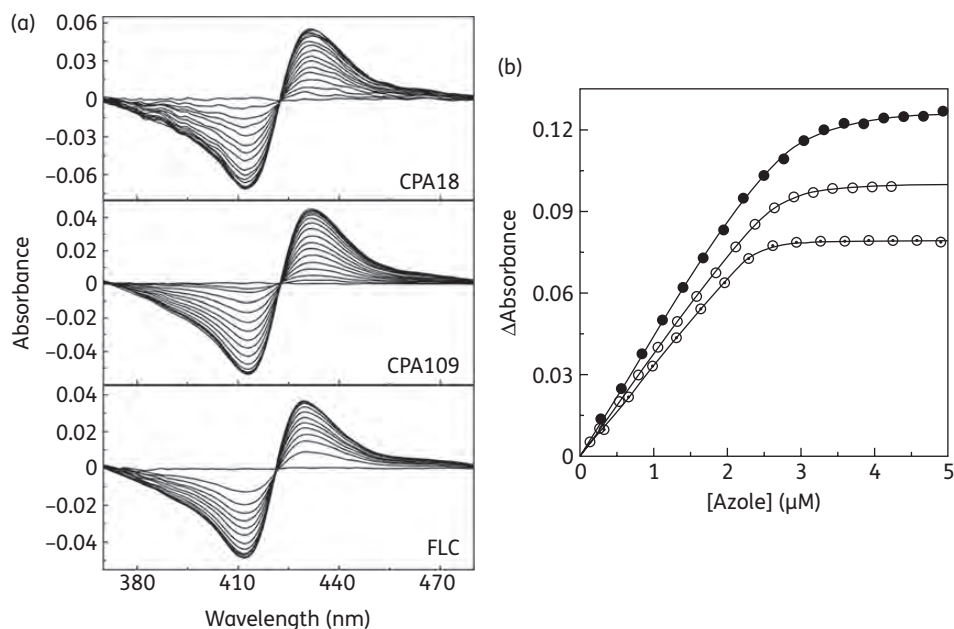 (a)
Absorbance
0.06
0.03
0
−0.03
−0.06
CPA18
0.04
0.02
0
−0.02
−0.04
CPA109
0.04
0.02
0
−0.02
−0.04
FLC
380 410 440 470
Wavelength (nm)
(b)
ΔAbsorbance
0.12
0.09
0.06
0.03
0
0 1 2 3 4 5
[Azole] (µM)